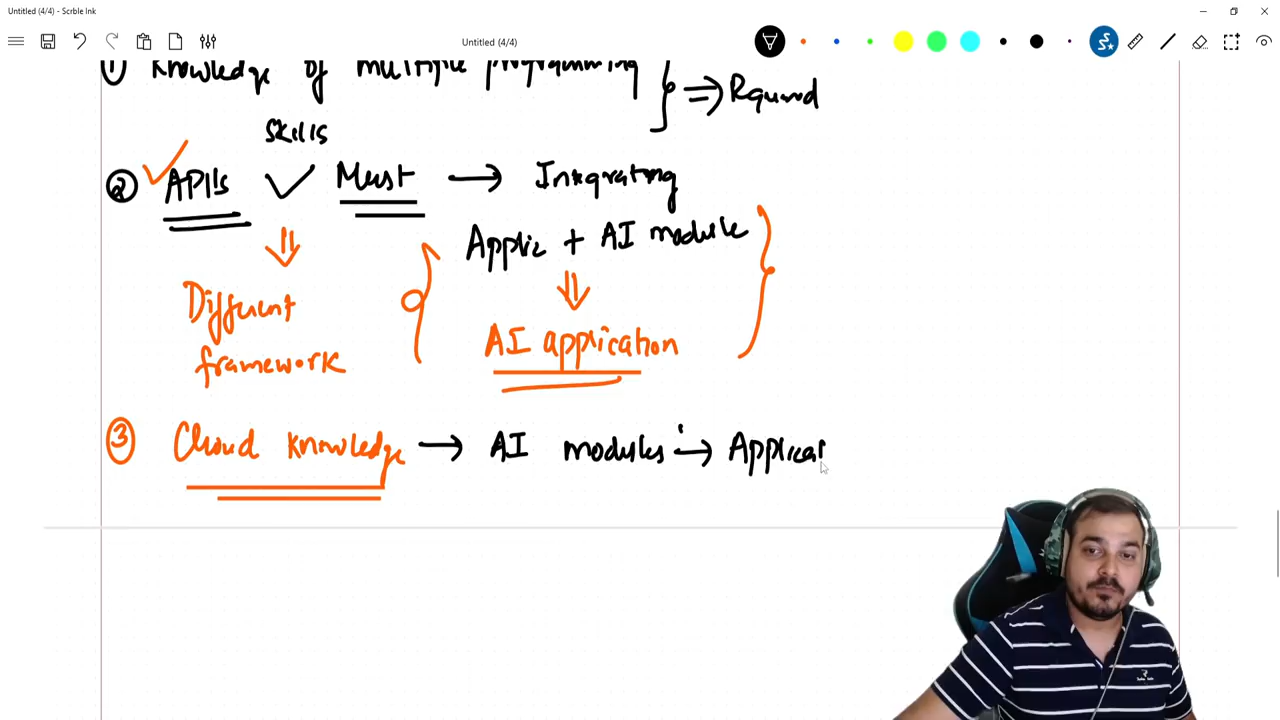 Untitled (4/4) - Scrble Ink
Untitled (4/4)
① Knowledge of multiple programming
⇒ Required
Skills
② APIs ✓ Must → Integrating
Applic + AI module
Different
framework
AI application
③ Cloud Knowledge → AI modules → Applicat